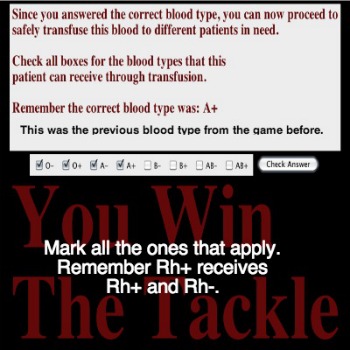 Since you answered the correct blood type, you can now proceed to
safely transfuse this blood to different patients in need.
Check all boxes for the blood types that this
patient can receive through transfusion.
Remember the correct blood type was: A+
This was the previous blood type from the game before.
O- O+ A- A+ B- B+ AB- AB+ Check Answer
You Win
Mark all the ones that apply.
Remember Rh+ receives
Rh+ and Rh-.
The Tackle